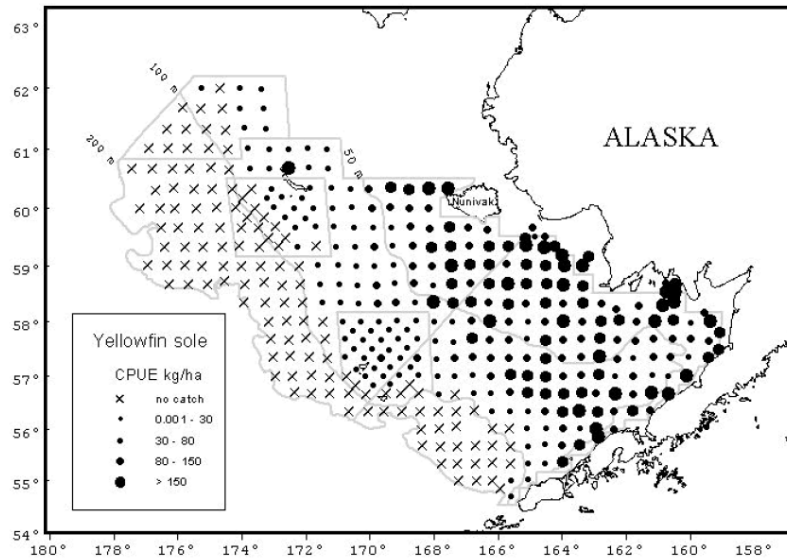 63°
62°
61°
60°
59°
58°
57°
56°
55°
54°
100 m
200 m
50 m
Nunivak
ALASKA
Yellowfin sole
CPUE kg/ha
no catch
0.001 - 30
30 - 80
80 - 150
> 150
180° 178° 176° 174° 172° 170° 168° 166° 164° 162° 160° 158°